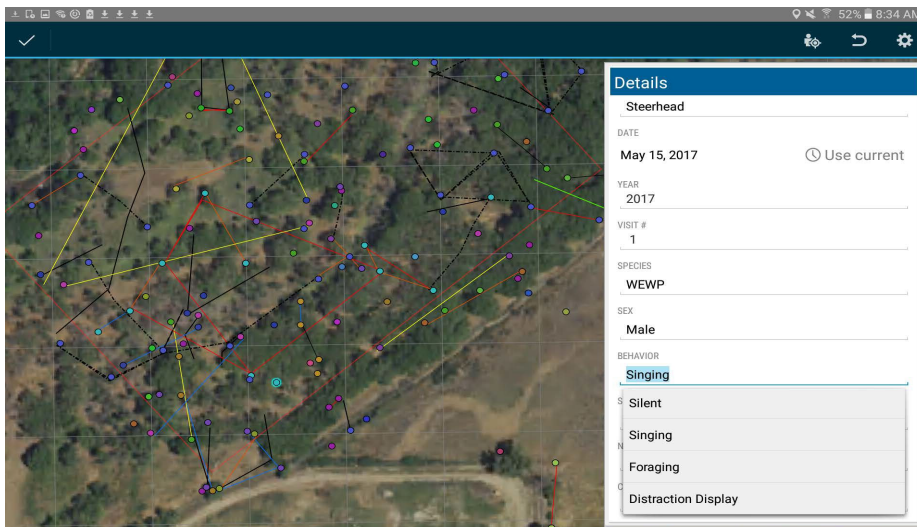 52% 8:34 AM
Details
Steerhead
DATE
May 15, 2017
Use current
YEAR
2017
VISIT #
1
SPECIES
WEWP
SEX
Male
BEHAVIOR
Singing
S
Silent
Singing
N
Foraging
C
Distraction Display